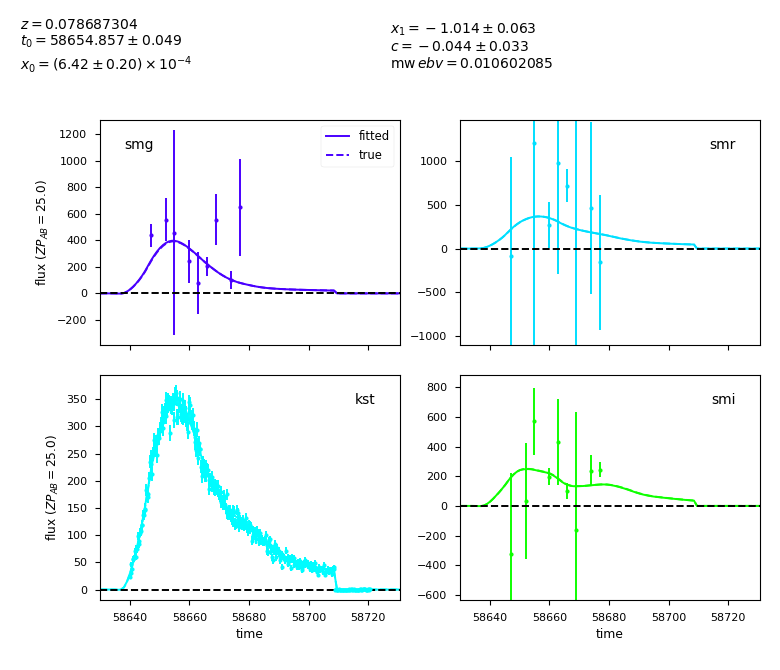 z = 0.078687304
t₀ = 58654.857 ± 0.049
x₀ = (6.42 ± 0.20) × 10⁻⁴
x₁ = −1.014 ± 0.063
c = −0.044 ± 0.033
mw ebv = 0.010602085
smg
fitted
true
1200
1000
800
600
400
200
0
−200
flux (ZP_AB = 25.0)
smr
1000
500
0
−500
−1000
kst
350
300
250
200
150
100
50
0
flux (ZP_AB = 25.0)
58640 58660 58680 58700 58720
time
smi
800
600
400
200
0
−200
−400
−600
58640 58660 58680 58700 58720
time